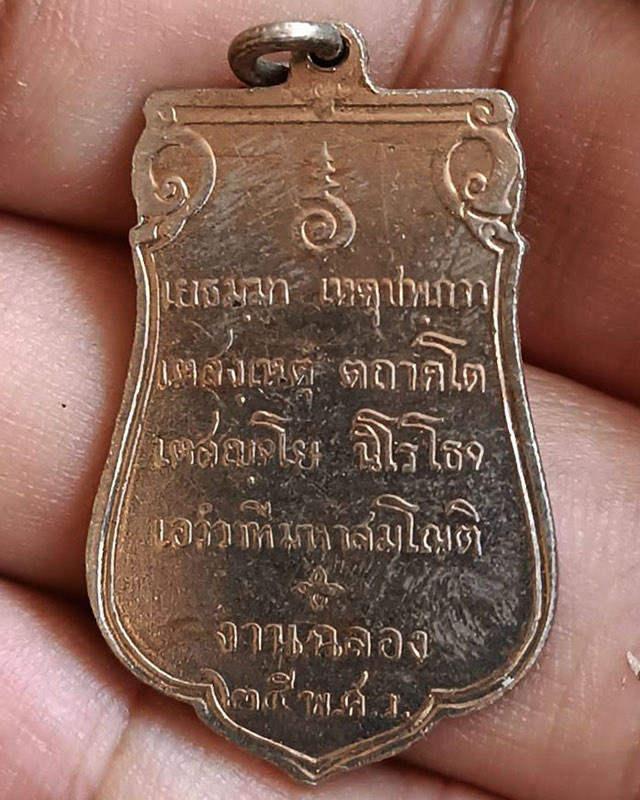 เยธมฺมา เหตุปฺปภวา
เตสํเหตุํ ตถาคโต
เตสญฺจโย นิโรโธจ
เอวํวาทีมหาสมโณติ
งานฉลอง
๒๕ พ.ศ.ว.